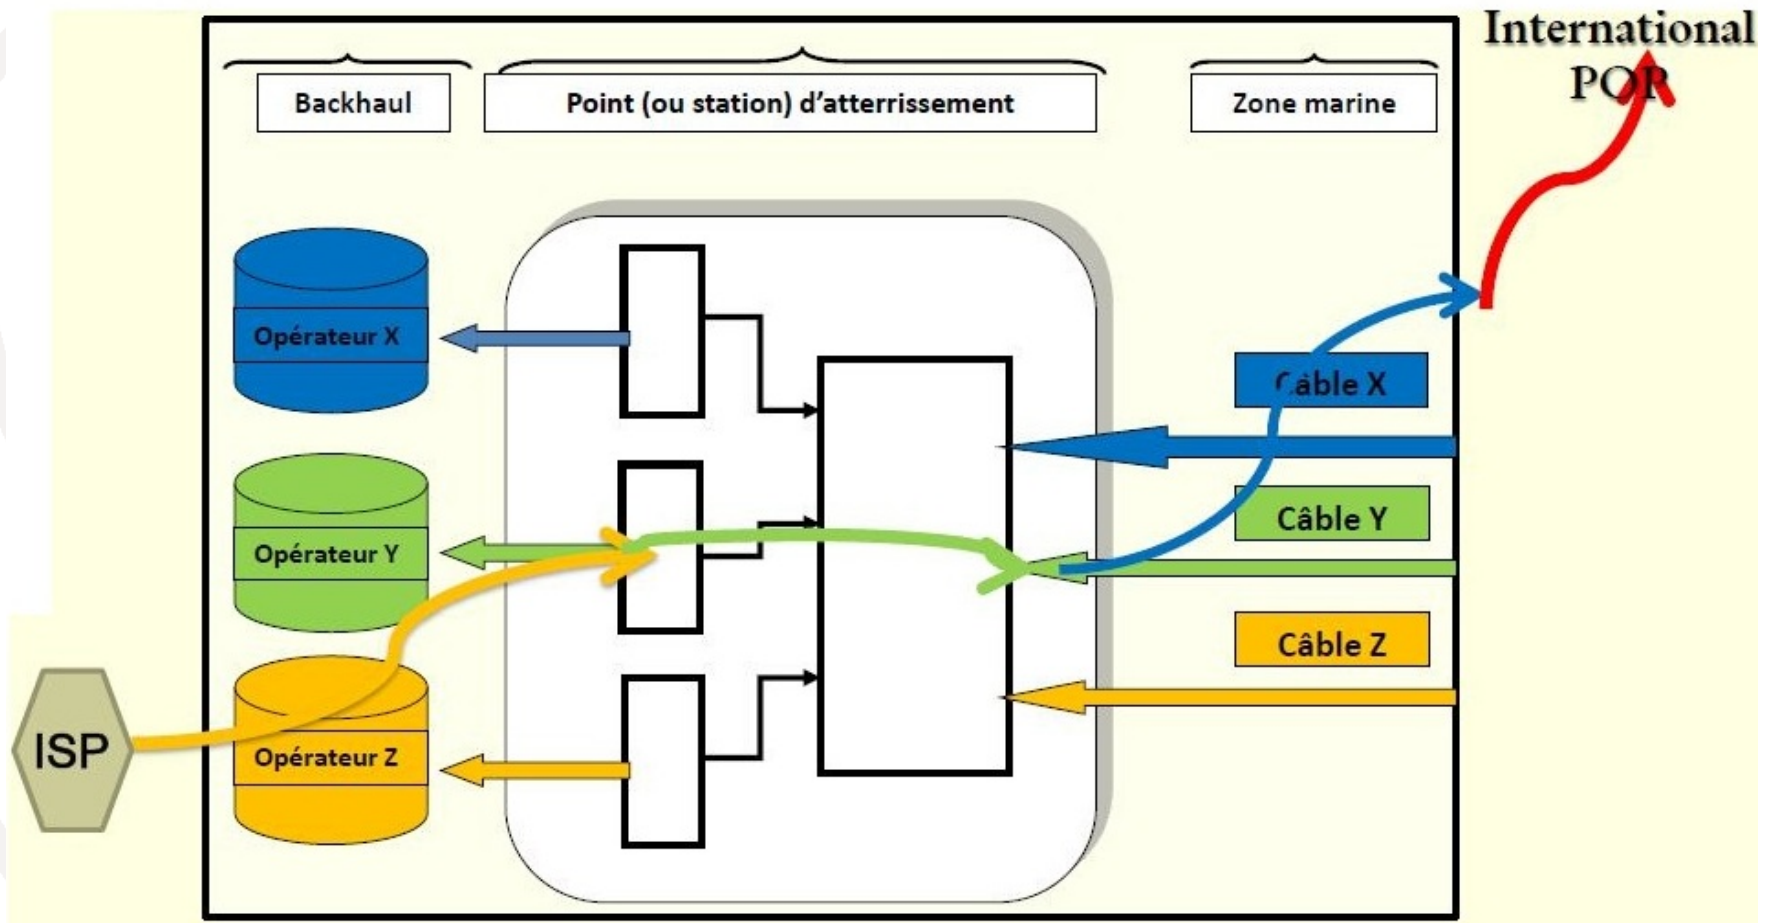 International
POP
Backhaul
Point (ou station) d'atterrissement
Zone marine
Opérateur X
Câble X
Opérateur Y
Câble Y
Câble Z
ISP
Opérateur Z